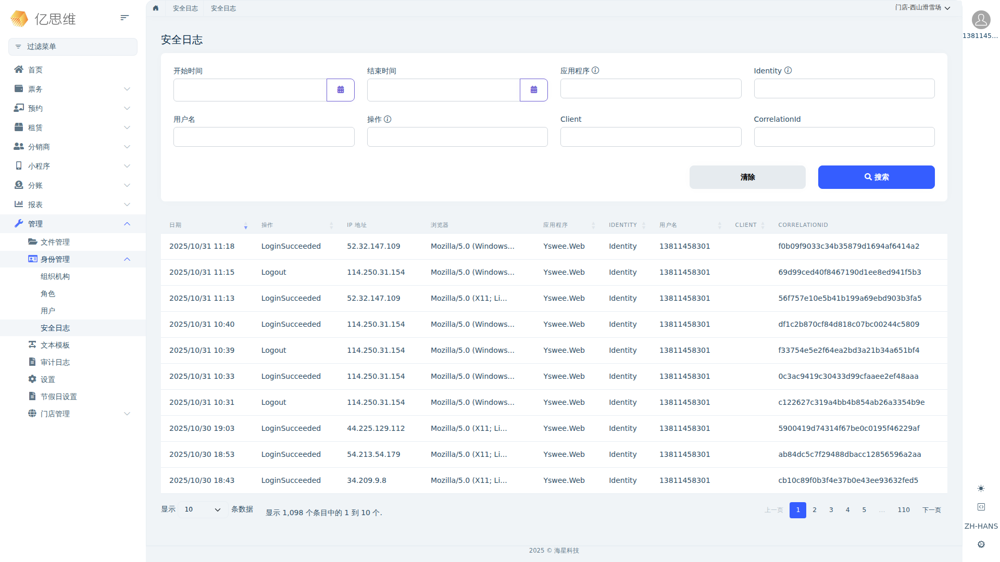 亿思维
过滤菜单
首页
票务
预约
租赁
分销商
小程序
分账
报表
管理
文件管理
身份管理
组织机构
角色
用户
安全日志
文本模板
审计日志
设置
节假日设置
门店管理
安全日志 安全日志 门店-西山滑雪场
1381145...
安全日志
开始时间 结束时间 应用程序 Identity
用户名 操作 Client CorrelationId
清除 搜索
日期 操作 IP 地址 浏览器 应用程序 IDENTITY 用户名 CLIENT CORRELATIONID
2025/10/31 11:18 LoginSucceeded 52.32.147.109 Mozilla/5.0 (Windows... Yswee.Web Identity 13811458301 f0b09f9033c34b35879d1694af6414a2
2025/10/31 11:15 Logout 114.250.31.154 Mozilla/5.0 (Windows... Yswee.Web Identity 13811458301 69d99ced40f8467190d1ee8ed941f5b3
2025/10/31 11:13 LoginSucceeded 52.32.147.109 Mozilla/5.0 (X11; Li... Yswee.Web Identity 13811458301 56f757e10e5b41b199a69ebd903b3fa5
2025/10/31 10:40 LoginSucceeded 114.250.31.154 Mozilla/5.0 (Windows... Yswee.Web Identity 13811458301 df1c2b870cf84d818c07bc00244c5809
2025/10/31 10:39 Logout 114.250.31.154 Mozilla/5.0 (Windows... Yswee.Web Identity 13811458301 f33754e5e2f64ea2bd3a21b34a651bf4
2025/10/31 10:33 LoginSucceeded 114.250.31.154 Mozilla/5.0 (Windows... Yswee.Web Identity 13811458301 0c3ac9419c30433d99cfaaee2ef48aaa
2025/10/31 10:31 Logout 114.250.31.154 Mozilla/5.0 (Windows... Yswee.Web Identity 13811458301 c122627c319a4bb4b854ab26a3354b9e
2025/10/30 19:03 LoginSucceeded 44.225.129.112 Mozilla/5.0 (X11; Li... Yswee.Web Identity 13811458301 5900419d74314f67be0c0195f46229af
2025/10/30 18:53 LoginSucceeded 54.213.54.179 Mozilla/5.0 (X11; Li... Yswee.Web Identity 13811458301 ab84dc5c7f29488dbacc12856596a2aa
2025/10/30 18:43 LoginSucceeded 34.209.9.8 Mozilla/5.0 (X11; Li... Yswee.Web Identity 13811458301 cb10c89f0b3f4e37b0e43ee93632fed5
显示 10 条数据 显示 1,098 个条目中的 1 到 10 个. 上一页 1 2 3 4 5 ... 110 下一页
ZH-HANS
2025 © 海星科技